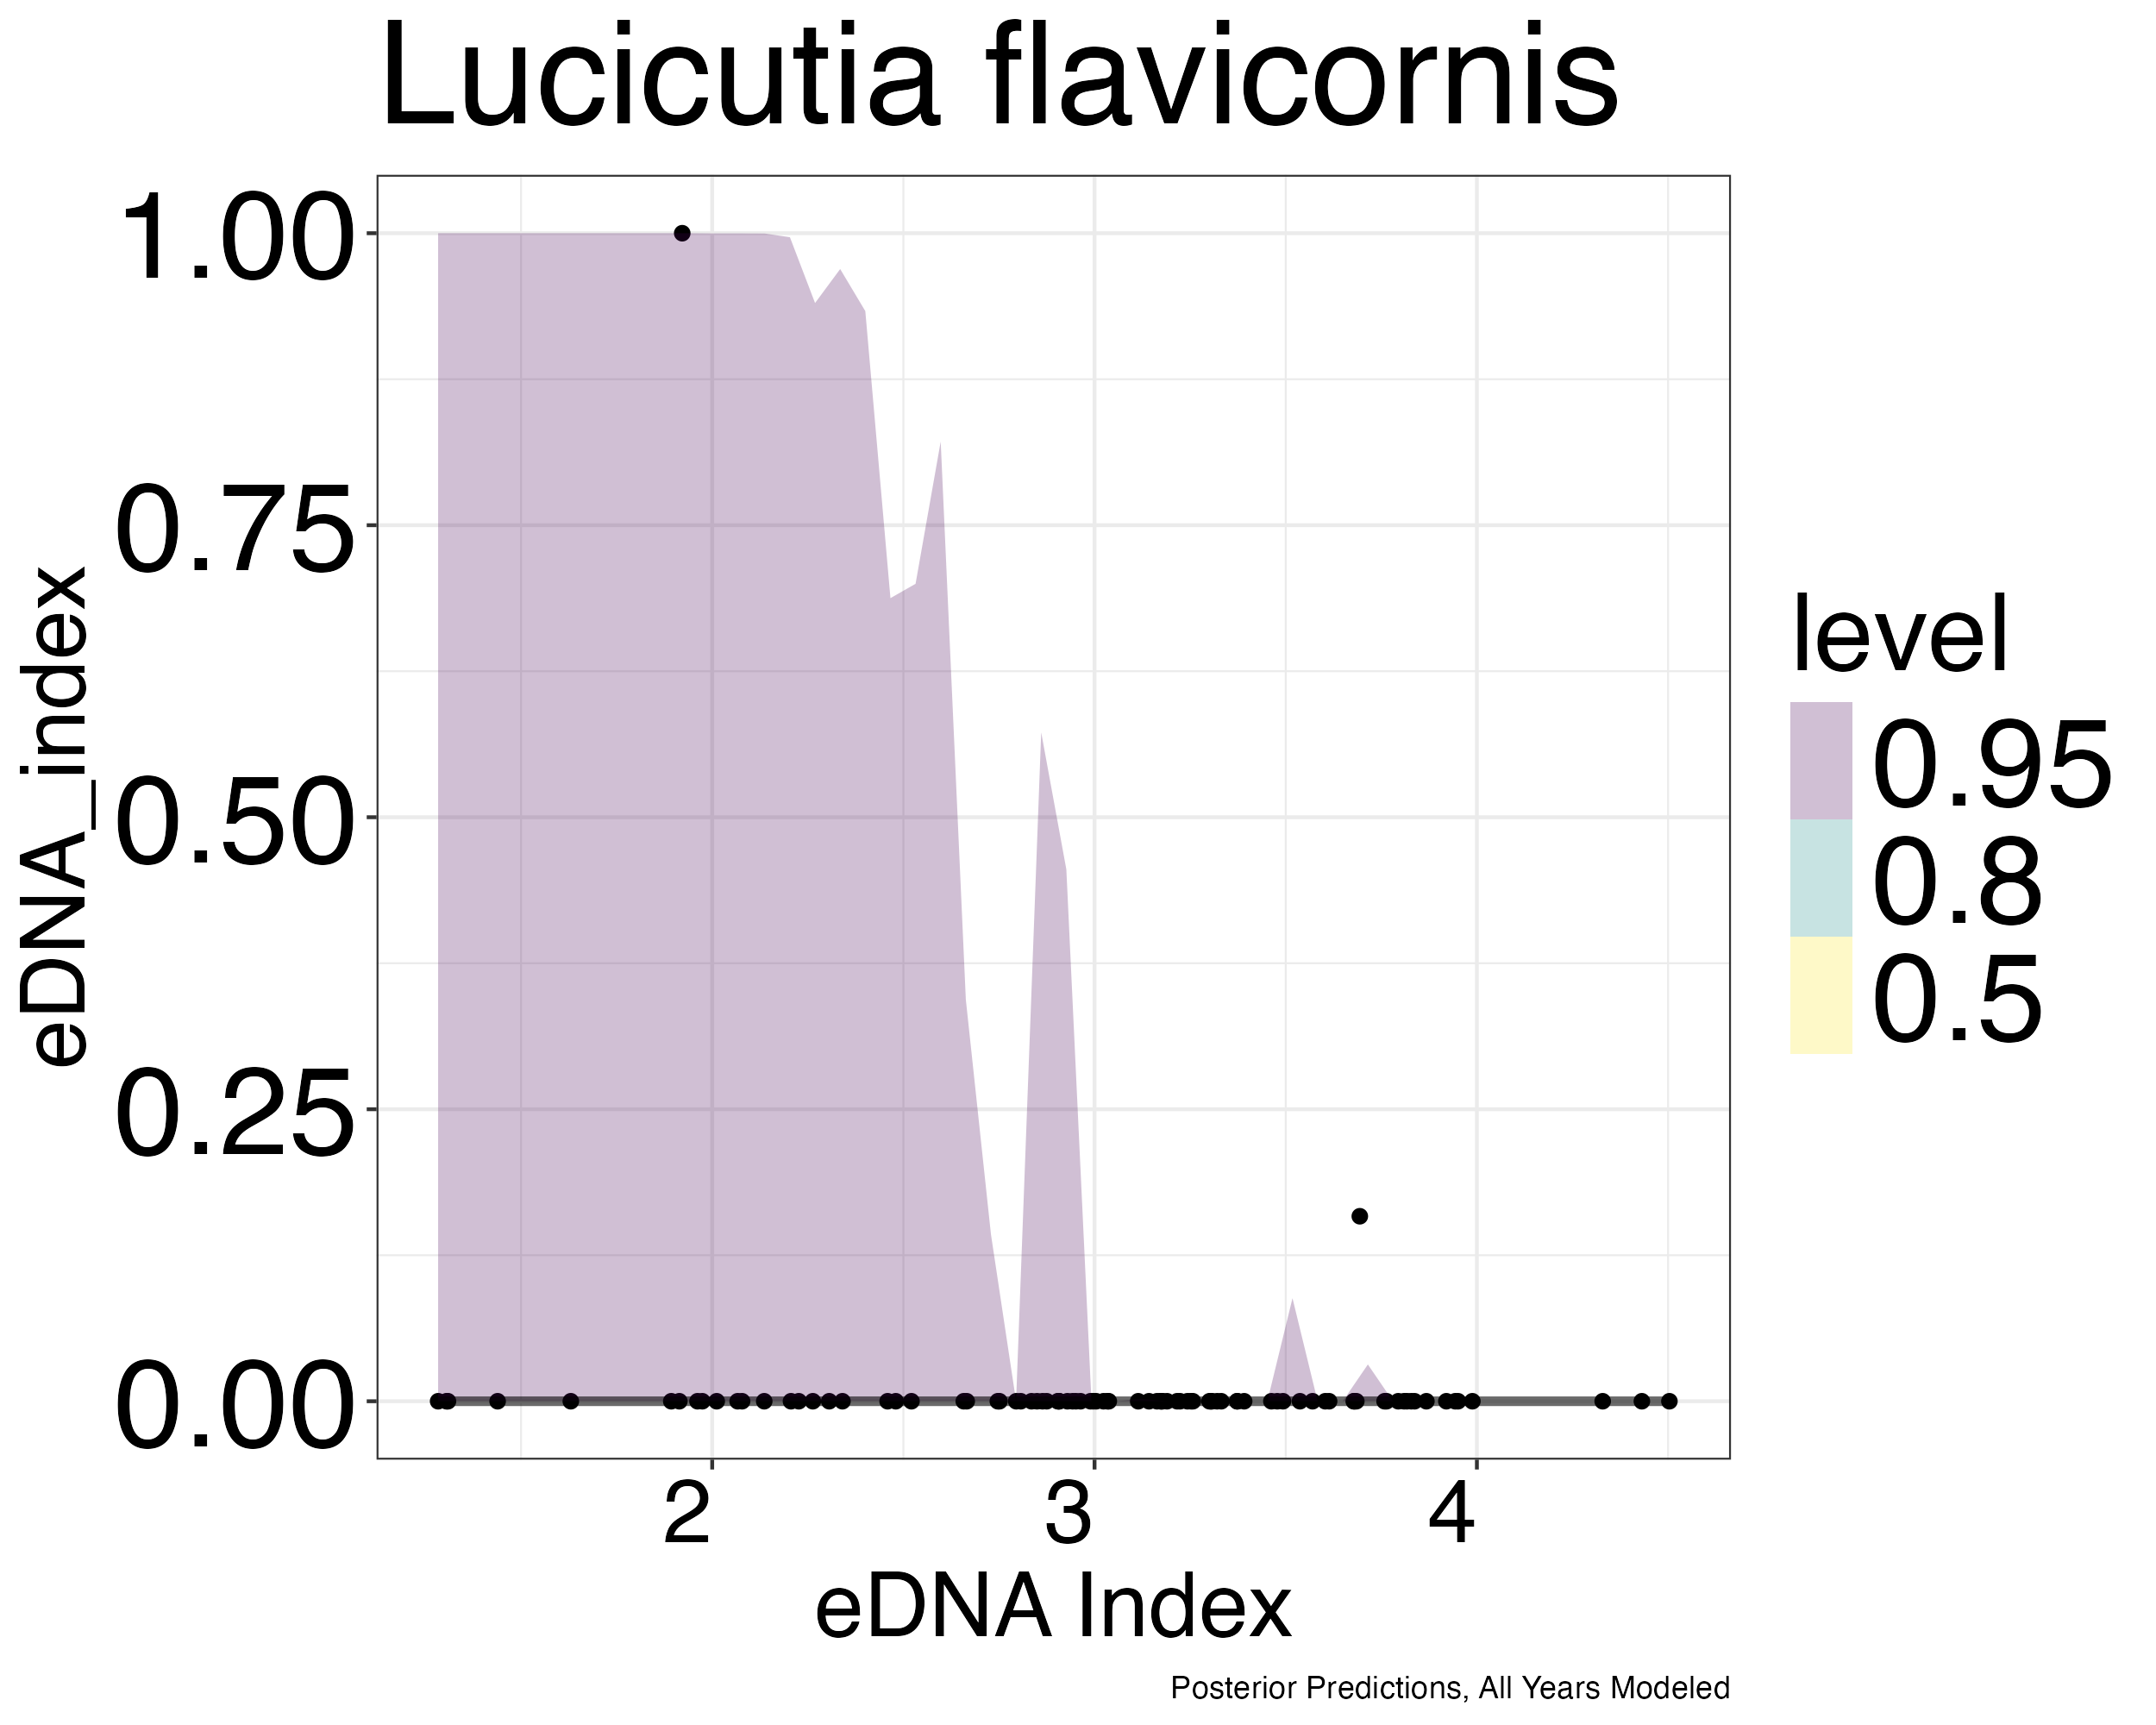 Lucicutia flavicornis
eDNA_index
1.00
0.75
0.50
0.25
0.00
2 3 4
eDNA Index
level
0.95
0.8
0.5
Posterior Predictions, All Years Modeled